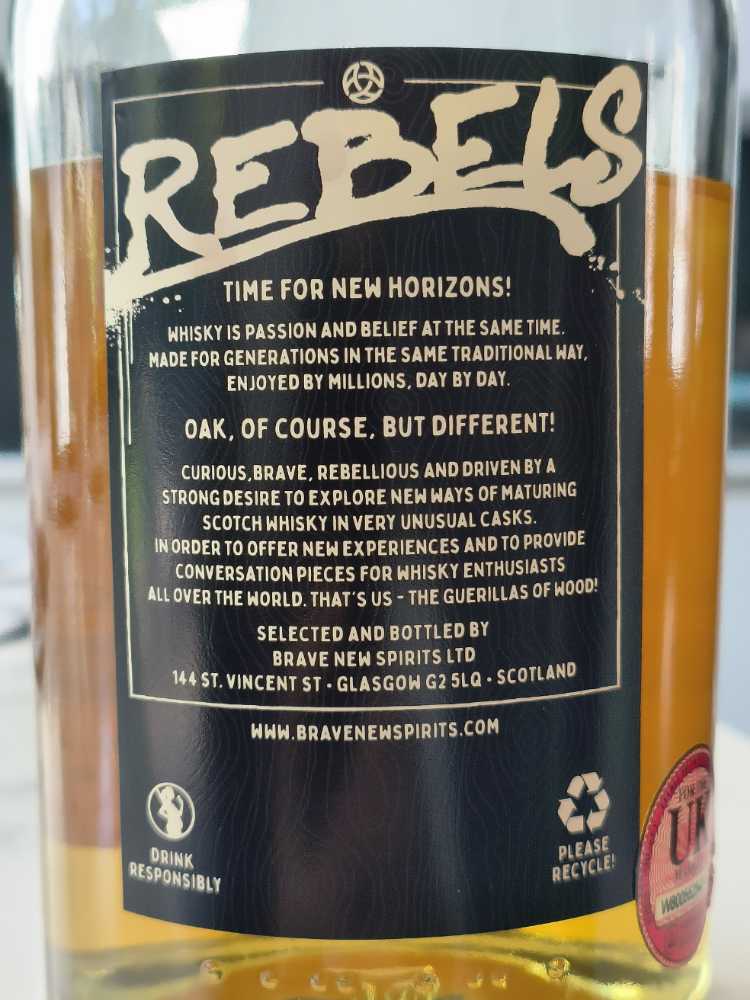 REBELS
TIME FOR NEW HORIZONS!
WHISKY IS PASSION AND BELIEF AT THE SAME TIME.
MADE FOR GENERATIONS IN THE SAME TRADITIONAL WAY,
ENJOYED BY MILLIONS, DAY BY DAY.
OAK, OF COURSE, BUT DIFFERENT!
CURIOUS,BRAVE, REBELLIOUS AND DRIVEN BY A
STRONG DESIRE TO EXPLORE NEW WAYS OF MATURING
SCOTCH WHISKY IN VERY UNUSUAL CASKS.
IN ORDER TO OFFER NEW EXPERIENCES AND TO PROVIDE
CONVERSATION PIECES FOR WHISKY ENTHUSIASTS
ALL OVER THE WORLD. THAT'S US - THE GUERILLAS OF WOOD!
SELECTED AND BOTTLED BY
BRAVE NEW SPIRITS LTD
144 ST. VINCENT ST • GLASGOW G2 5LQ • SCOTLAND
WWW.BRAVENEWSPIRITS.COM
DRINK
RESPONSIBLY
PLEASE
RECYCLE!
FOR THE
UK